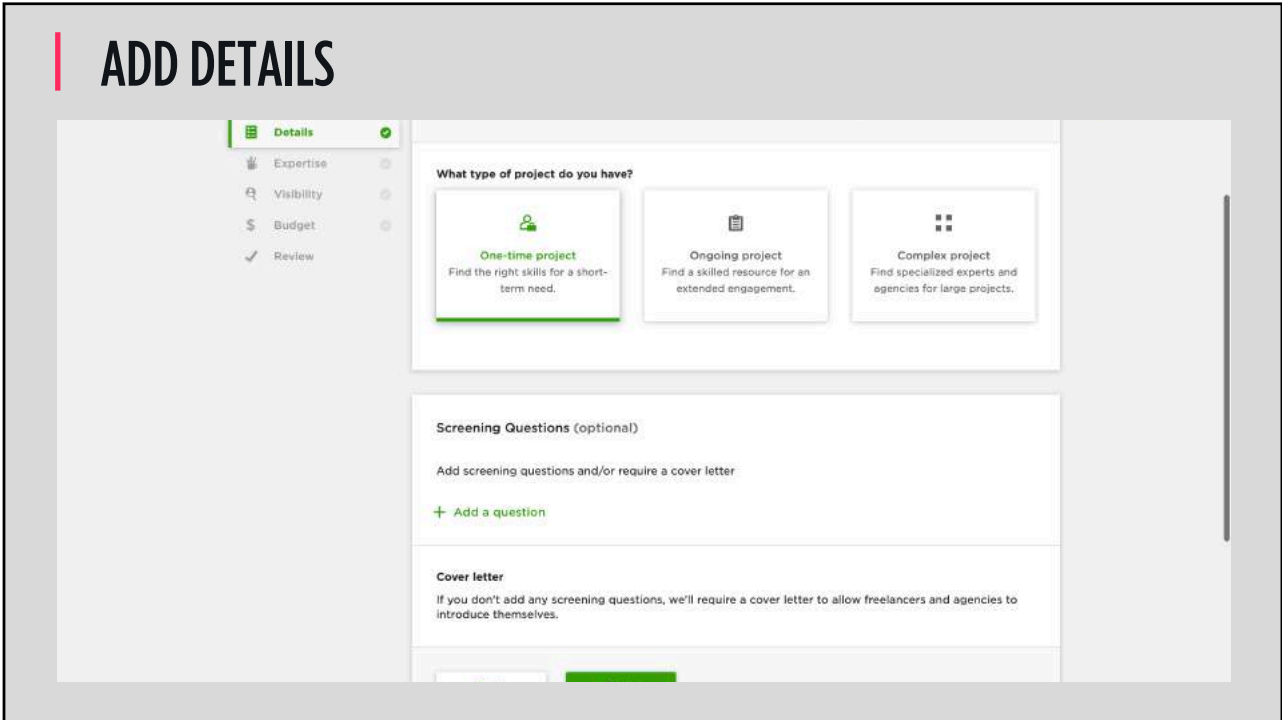 ADD DETAILS
Details
Expertise
Visibility
$ Budget
Review
What type of project do you have?
One-time project
Find the right skills for a short-
term need.
Ongoing project
Find a skilled resource for an
extended engagement.
Complex project
Find specialized experts and
agencies for large projects.
Screening Questions (optional)
Add screening questions and/or require a cover letter
+ Add a question
Cover letter
If you don't add any screening questions, we'll require a cover letter to allow freelancers and agencies to
introduce themselves.